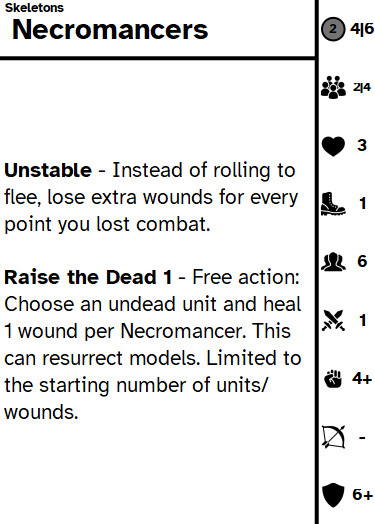 Skeletons
Necromancers
Unstable - Instead of rolling to
flee, lose extra wounds for every
point you lost combat.
Raise the Dead 1 - Free action:
Choose an undead unit and heal
1 wound per Necromancer. This
can resurrect models. Limited to
the starting number of units/
wounds.
2 4|6
2|4
3
1
6
1
4+
-
6+